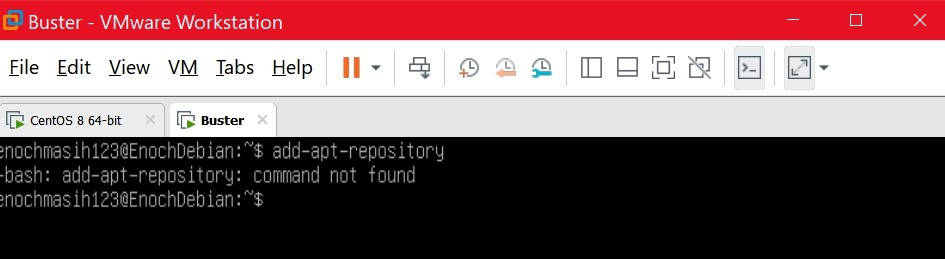 Buster - VMware Workstation
File Edit View VM Tabs Help
CentOS 8 64-bit
Buster
enochmasih123@EnochDebian:~$ add-apt-repository
-bash: add-apt-repository: command not found
enochmasih123@EnochDebian:~$